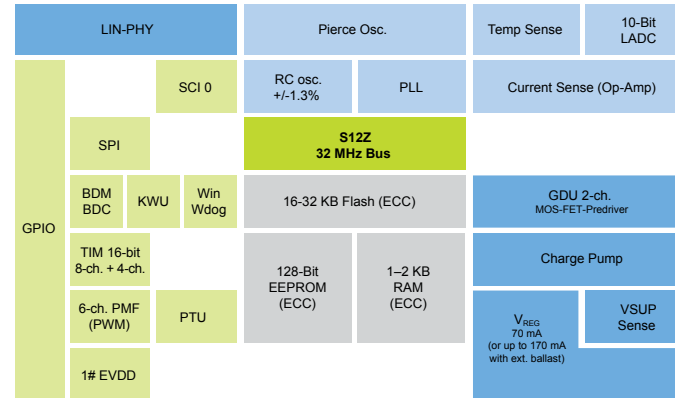 LIN-PHY
Pierce Osc.
Temp Sense
10-Bit
LADC
GPIO
SCI 0
RC osc.
+/-1.3%
PLL
Current Sense (Op-Amp)
SPI
S12Z
32 MHz Bus
BDM
BDC
KWU
Win
Wdog
16-32 KB Flash (ECC)
GDU 2-ch.
MOS-FET-Predriver
TIM 16-bit
8-ch. + 4-ch.
128-Bit
EEPROM
(ECC)
1–2 KB
RAM
(ECC)
Charge Pump
6-ch. PMF
(PWM)
PTU
VREG
70 mA
(or up to 170 mA
with ext. ballast)
VSUP
Sense
1# EVDD